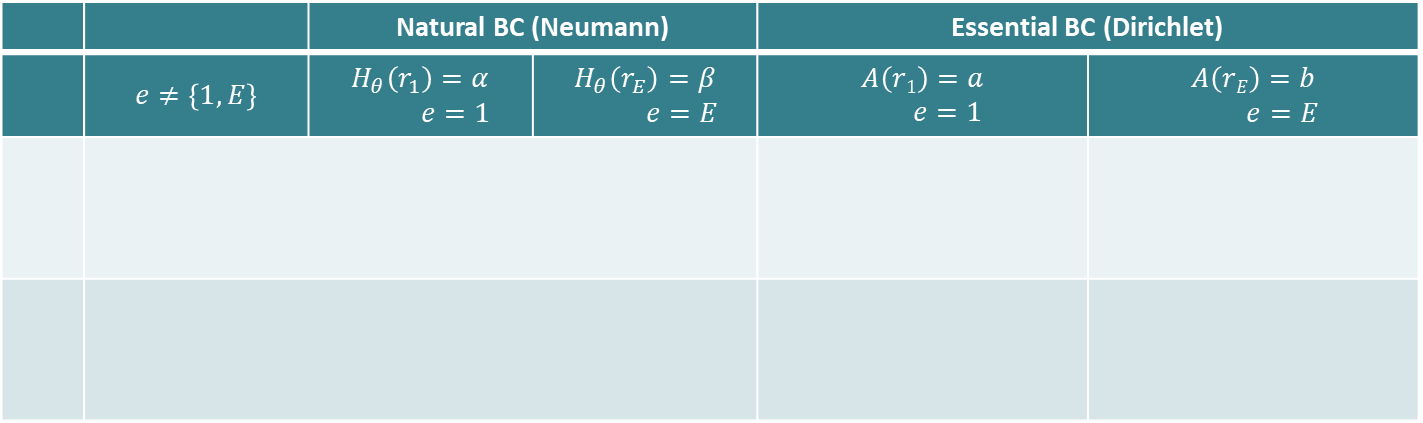 Natural BC (Neumann)
Essential BC (Dirichlet)
e ≠ {1, E}
H_θ(r_1) = α
e = 1
H_θ(r_E) = β
e = E
A(r_1) = a
e = 1
A(r_E) = b
e = E